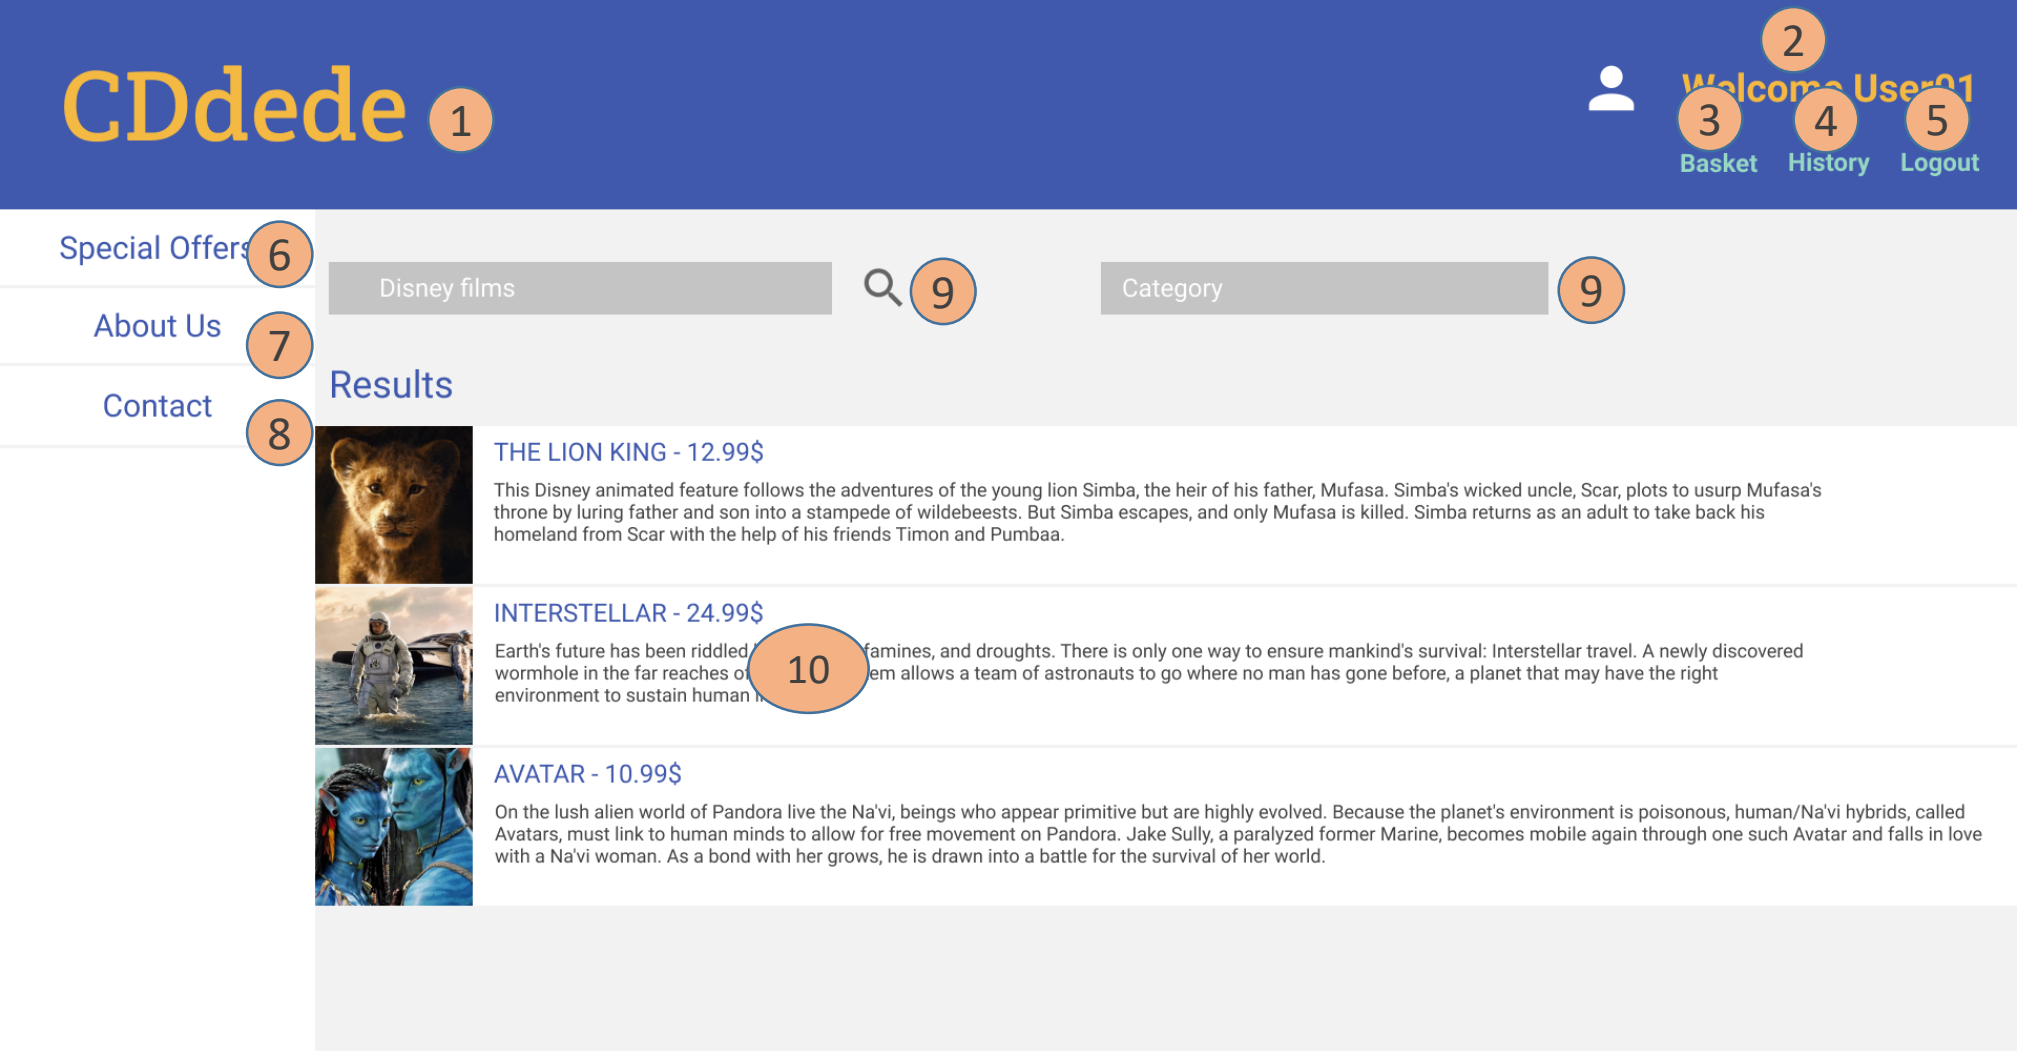 CDdede
1
2
Welcome User01
3
4
5
Basket History Logout
Special Offers
6
About Us
7
Contact
8
Disney films
9
Category
9
Results
THE LION KING - 12.99$
This Disney animated feature follows the adventures of the young lion Simba, the heir of his father, Mufasa. Simba's wicked uncle, Scar, plots to usurp Mufasa's
throne by luring father and son into a stampede of wildebeests. But Simba escapes, and only Mufasa is killed. Simba returns as an adult to take back his
homeland from Scar with the help of his friends Timon and Pumbaa.
INTERSTELLAR - 24.99$
Earth's future has been riddled famines, and droughts. There is only one way to ensure mankind's survival: Interstellar travel. A newly discovered
wormhole in the far reaches of allows a team of astronauts to go where no man has gone before, a planet that may have the right
environment to sustain human
10
AVATAR - 10.99$
On the lush alien world of Pandora live the Na'vi, beings who appear primitive but are highly evolved. Because the planet's environment is poisonous, human/Na'vi hybrids, called
Avatars, must link to human minds to allow for free movement on Pandora. Jake Sully, a paralyzed former Marine, becomes mobile again through one such Avatar and falls in love
with a Na'vi woman. As a bond with her grows, he is drawn into a battle for the survival of her world.